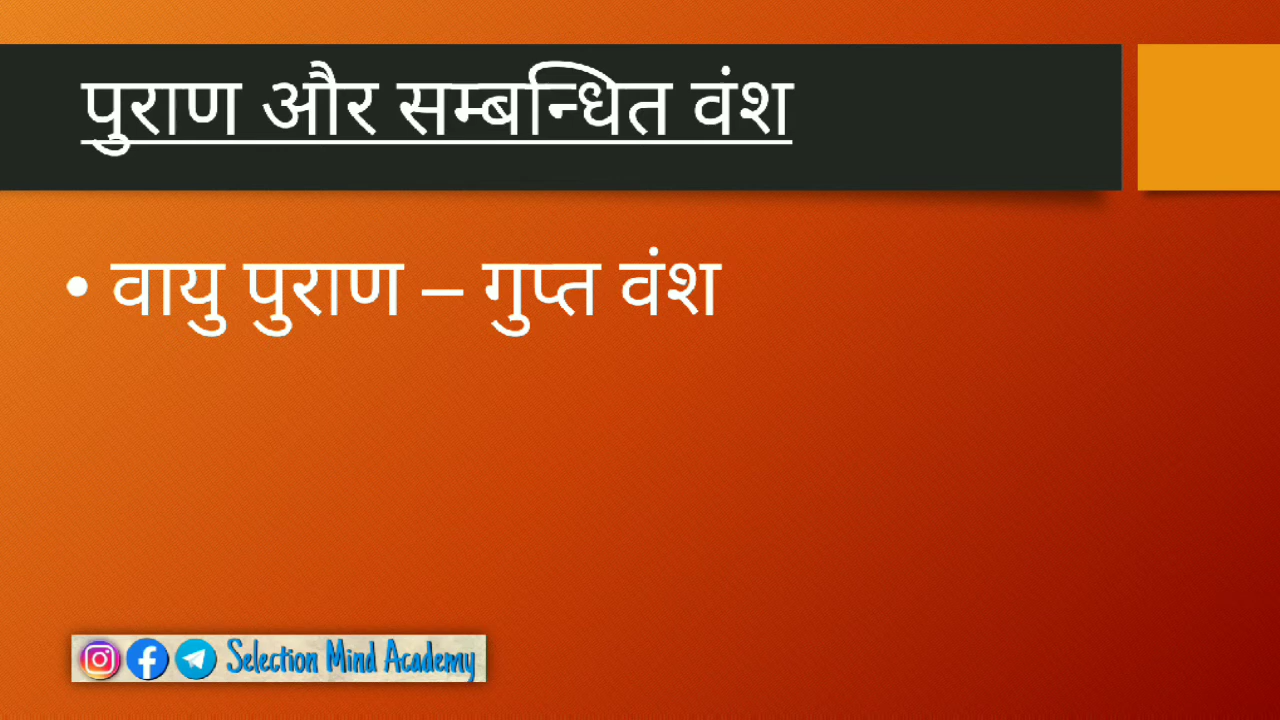 पुराण और सम्बन्धित वंश
• वायु पुराण – गुप्त वंश
Selection Mind Academy